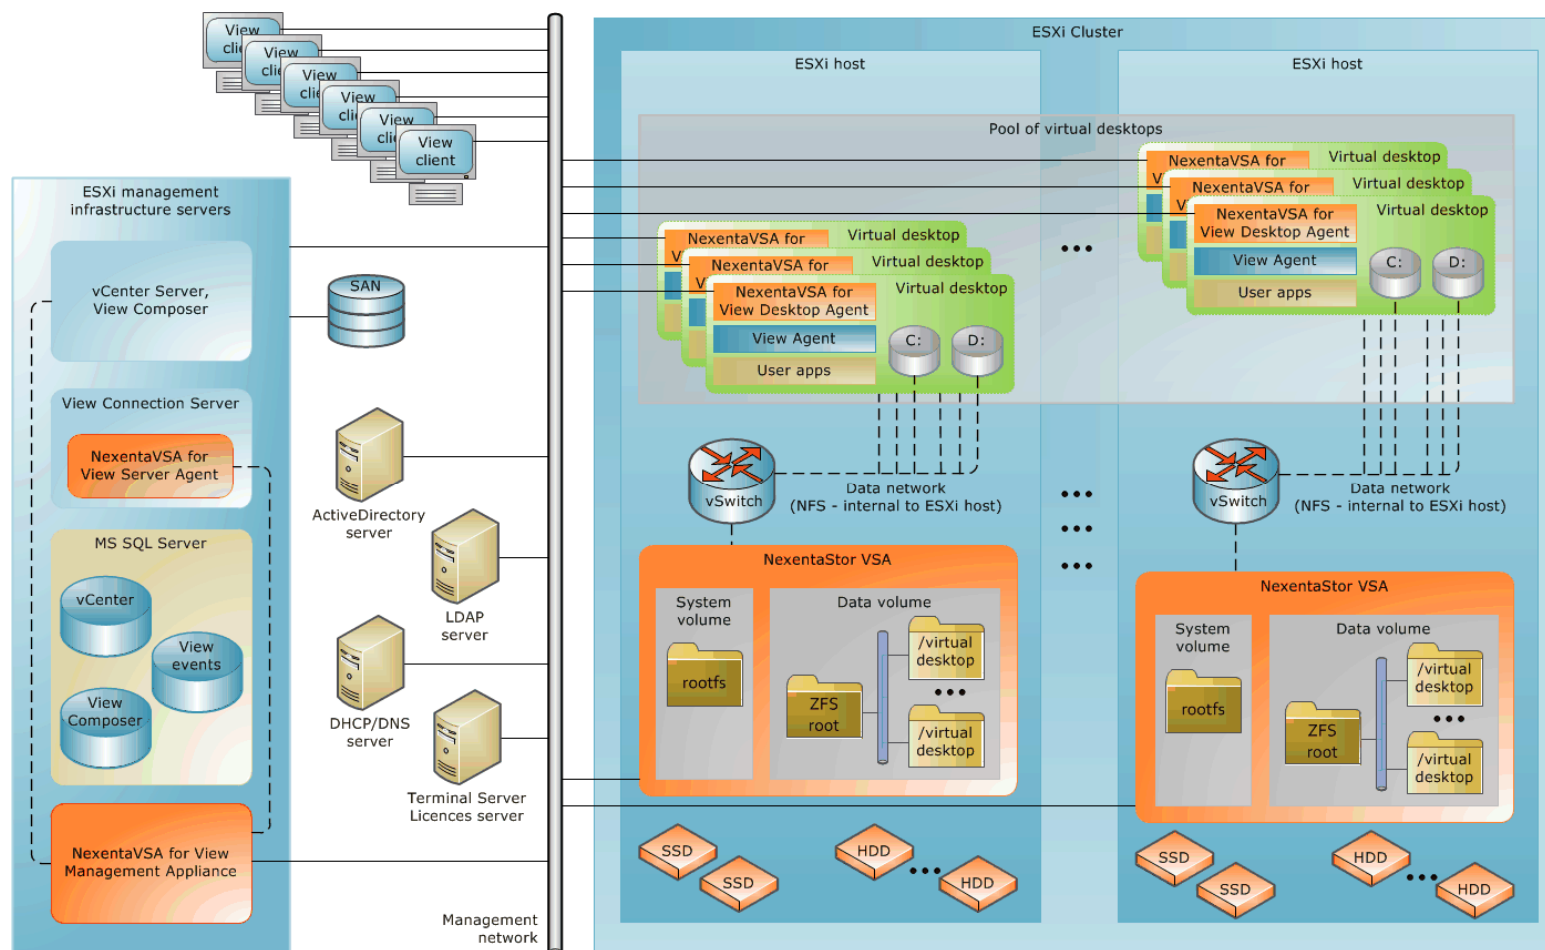 View
clie
View
clie
View
clie
View
clie
View
clie
View
client
ESXi management
infrastructure servers
vCenter Server,
View Composer
View Connection Server
NexentaVSA for
View Server Agent
MS SQL Server
vCenter
View
events
View
Composer
NexentaVSA for View
Management Appliance
SAN
ActiveDirectory
server
LDAP
server
DHCP/DNS
server
Terminal Server
Licences server
Management
network
ESXi Cluster
ESXi host
ESXi host
Pool of virtual desktops
NexentaVSA for
V
Virtual desktop
NexentaVSA for
V
Virtual desktop
NexentaVSA for
View Desktop Agent
Virtual desktop
View Agent
User apps
C:
D:
NexentaVSA for
V
Virtual desktop
NexentaVSA for
V
Virtual desktop
NexentaVSA for
View Desktop Agent
Virtual desktop
View Agent
User apps
C:
D:
vSwitch
Data network
(NFS - internal to ESXi host)
vSwitch
Data network
(NFS - internal to ESXi host)
NexentaStor VSA
System
volume
rootfs
Data volume
ZFS
root
/virtual
desktop
/virtual
desktop
NexentaStor VSA
System
volume
rootfs
Data volume
ZFS
root
/virtual
desktop
/virtual
desktop
SSD
SSD
HDD
HDD
SSD
SSD
HDD
HDD